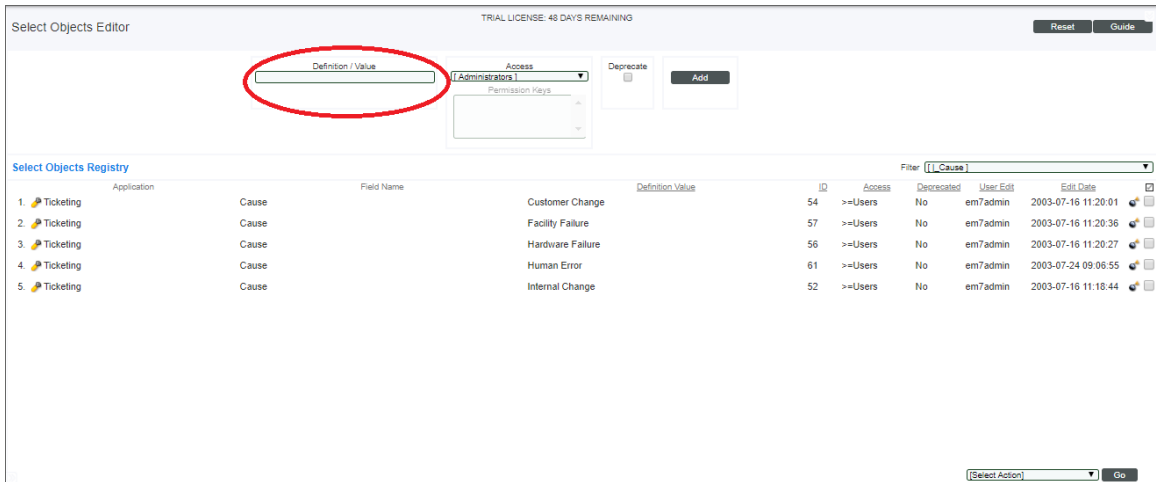 TRIAL LICENSE: 48 DAYS REMAINING
Select Objects Editor
Reset
Guide
Definition / Value
Access
Deprecate
[ Administrators ]
Add
Permission Keys
Select Objects Registry
Filter [ |_Cause ]
Application Field Name Definition Value ID Access Deprecated User Edit Edit Date
1. Ticketing Cause Customer Change 54 >=Users No em7admin 2003-07-16 11:20:01
2. Ticketing Cause Facility Failure 57 >=Users No em7admin 2003-07-16 11:20:36
3. Ticketing Cause Hardware Failure 56 >=Users No em7admin 2003-07-16 11:20:27
4. Ticketing Cause Human Error 61 >=Users No em7admin 2003-07-24 09:06:55
5. Ticketing Cause Internal Change 52 >=Users No em7admin 2003-07-16 11:18:44
[Select Action] Go